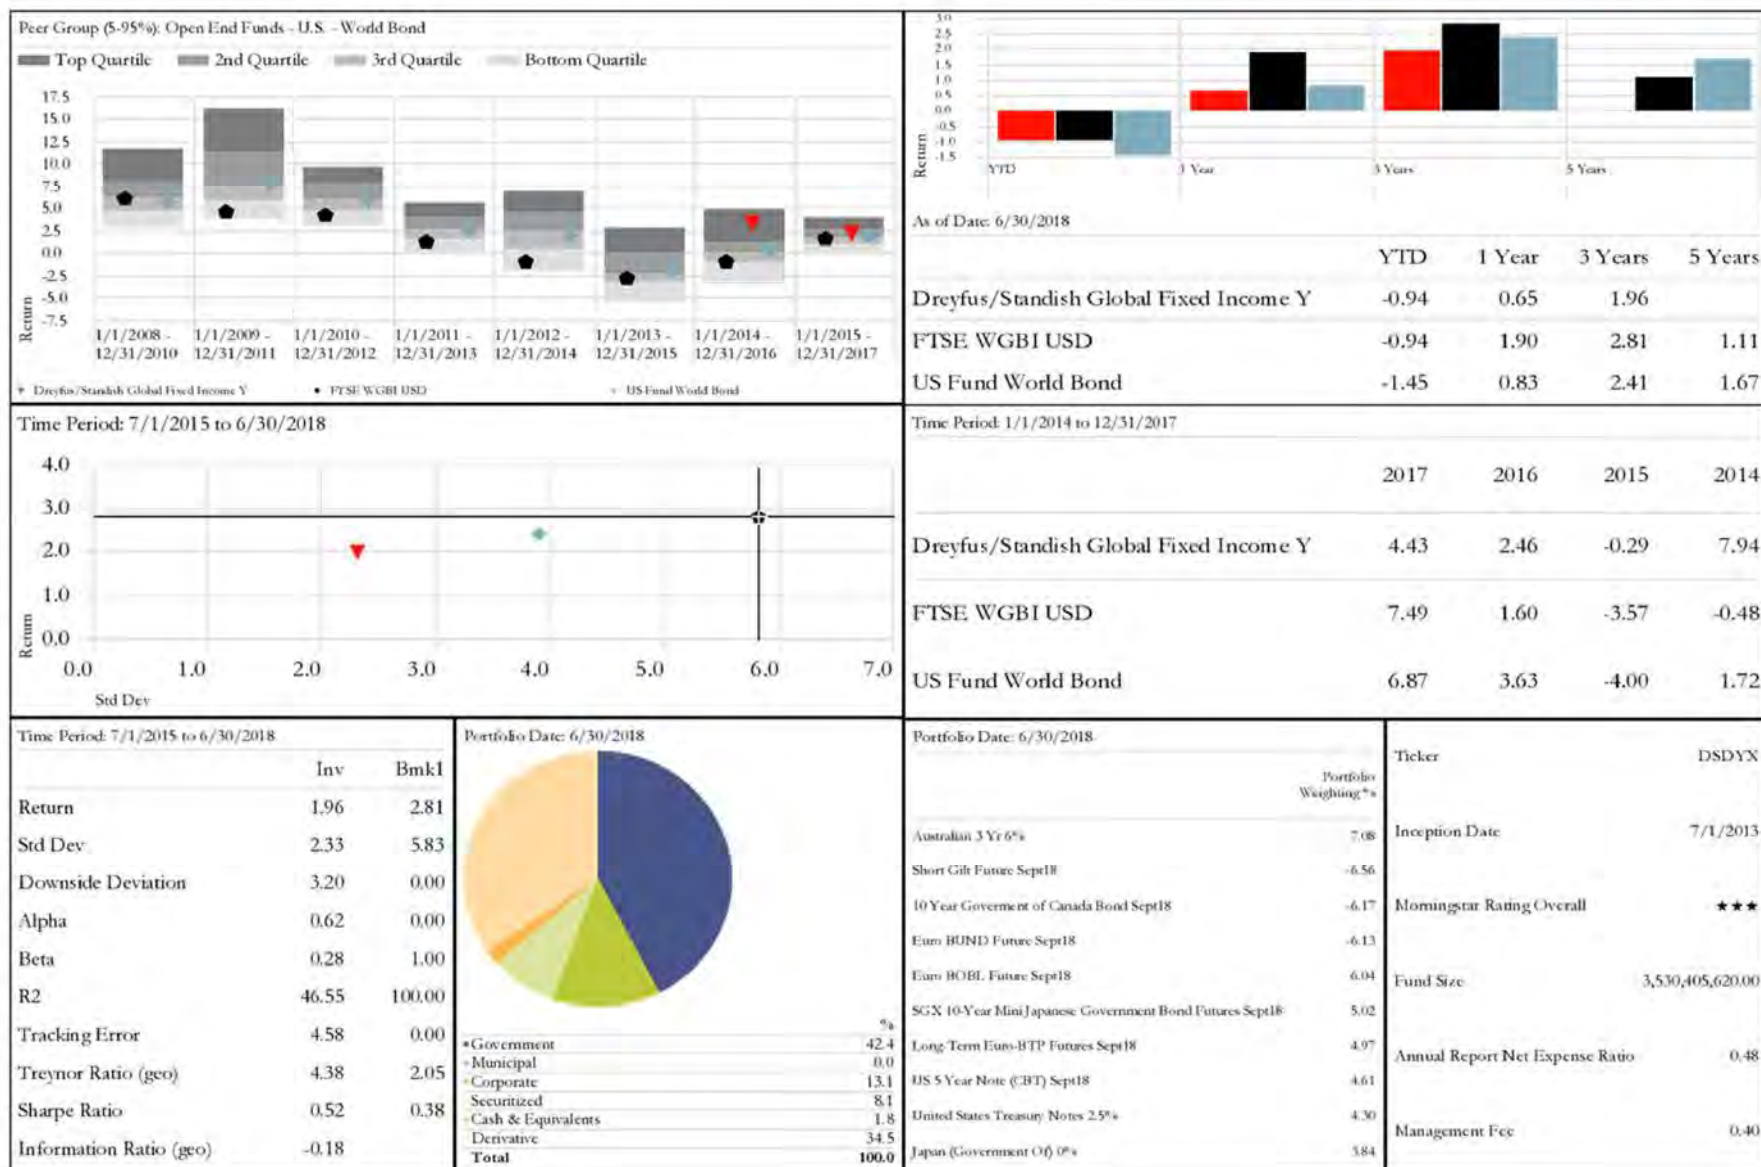 Peer Group (5-95%): Open End Funds - U.S. - World Bond
Top Quartile 2nd Quartile 3rd Quartile Bottom Quartile
17.5
15.0
12.5
10.0
7.5
5.0
2.5
0.0
-2.5
-5.0
-7.5
Return
1/1/2008 - 1/1/2009 - 1/1/2010 - 1/1/2011 - 1/1/2012 - 1/1/2013 - 1/1/2014 - 1/1/2015 -
12/31/2010 12/31/2011 12/31/2012 12/31/2013 12/31/2014 12/31/2015 12/31/2016 12/31/2017
Dreyfus/Standish Global Fixed Income Y FTSE WGBI USD US Fund World Bond
3.0
2.5
2.0
1.5
1.0
0.5
0.0
-0.5
-1.0
-1.5
Return
YTD 1 Year 3 Years 5 Years
As of Date: 6/30/2018
YTD 1 Year 3 Years 5 Years
Dreyfus/Standish Global Fixed Income Y -0.94 0.65 1.96
FTSE WGBI USD -0.94 1.90 2.81 1.11
US Fund World Bond -1.45 0.83 2.41 1.67
Time Period: 7/1/2015 to 6/30/2018
4.0
3.0
2.0
1.0
0.0
Return
0.0 1.0 2.0 3.0 4.0 5.0 6.0 7.0
Std Dev
Time Period: 1/1/2014 to 12/31/2017
2017 2016 2015 2014
Dreyfus/Standish Global Fixed Income Y 4.43 2.46 -0.29 7.94
FTSE WGBI USD 7.49 1.60 -3.57 -0.48
US Fund World Bond 6.87 3.63 -4.00 1.72
Time Period: 7/1/2015 to 6/30/2018
Inv Bmk1
Return 1.96 2.81
Std Dev 2.33 5.83
Downside Deviation 3.20 0.00
Alpha 0.62 0.00
Beta 0.28 1.00
R2 46.55 100.00
Tracking Error 4.58 0.00
Treynor Ratio (geo) 4.38 2.05
Sharpe Ratio 0.52 0.38
Information Ratio (geo) -0.18
Portfolio Date: 6/30/2018
%
Government 42.4
Municipal 0.0
Corporate 13.1
Securitized 8.1
Cash & Equivalents 1.8
Derivative 34.5
Total 100.0
Portfolio Date: 6/30/2018
Portfolio
Weighting %
Australian 3 Yr 6% 7.08
Short Gilt Future Sept18 -6.56
10 Year Goverment of Canada Bond Sept18 -6.17
Euro BUND Future Sept18 -6.13
Euro BOBL Future Sept18 6.04
SGX 10-Year Mini Japanese Government Bond Futures Sept18 5.02
Long-Term Euro-BTP Futures Sept18 4.97
US 5 Year Note (CBT) Sept18 4.61
United States Treasury Notes 2.5% 4.30
Japan (Government Of) 0% 3.84
Ticker DSDYX
Inception Date 7/1/2013
Morningstar Rating Overall ★★★
Fund Size 3,530,405,620.00
Annual Report Net Expense Ratio 0.48
Management Fee 0.40